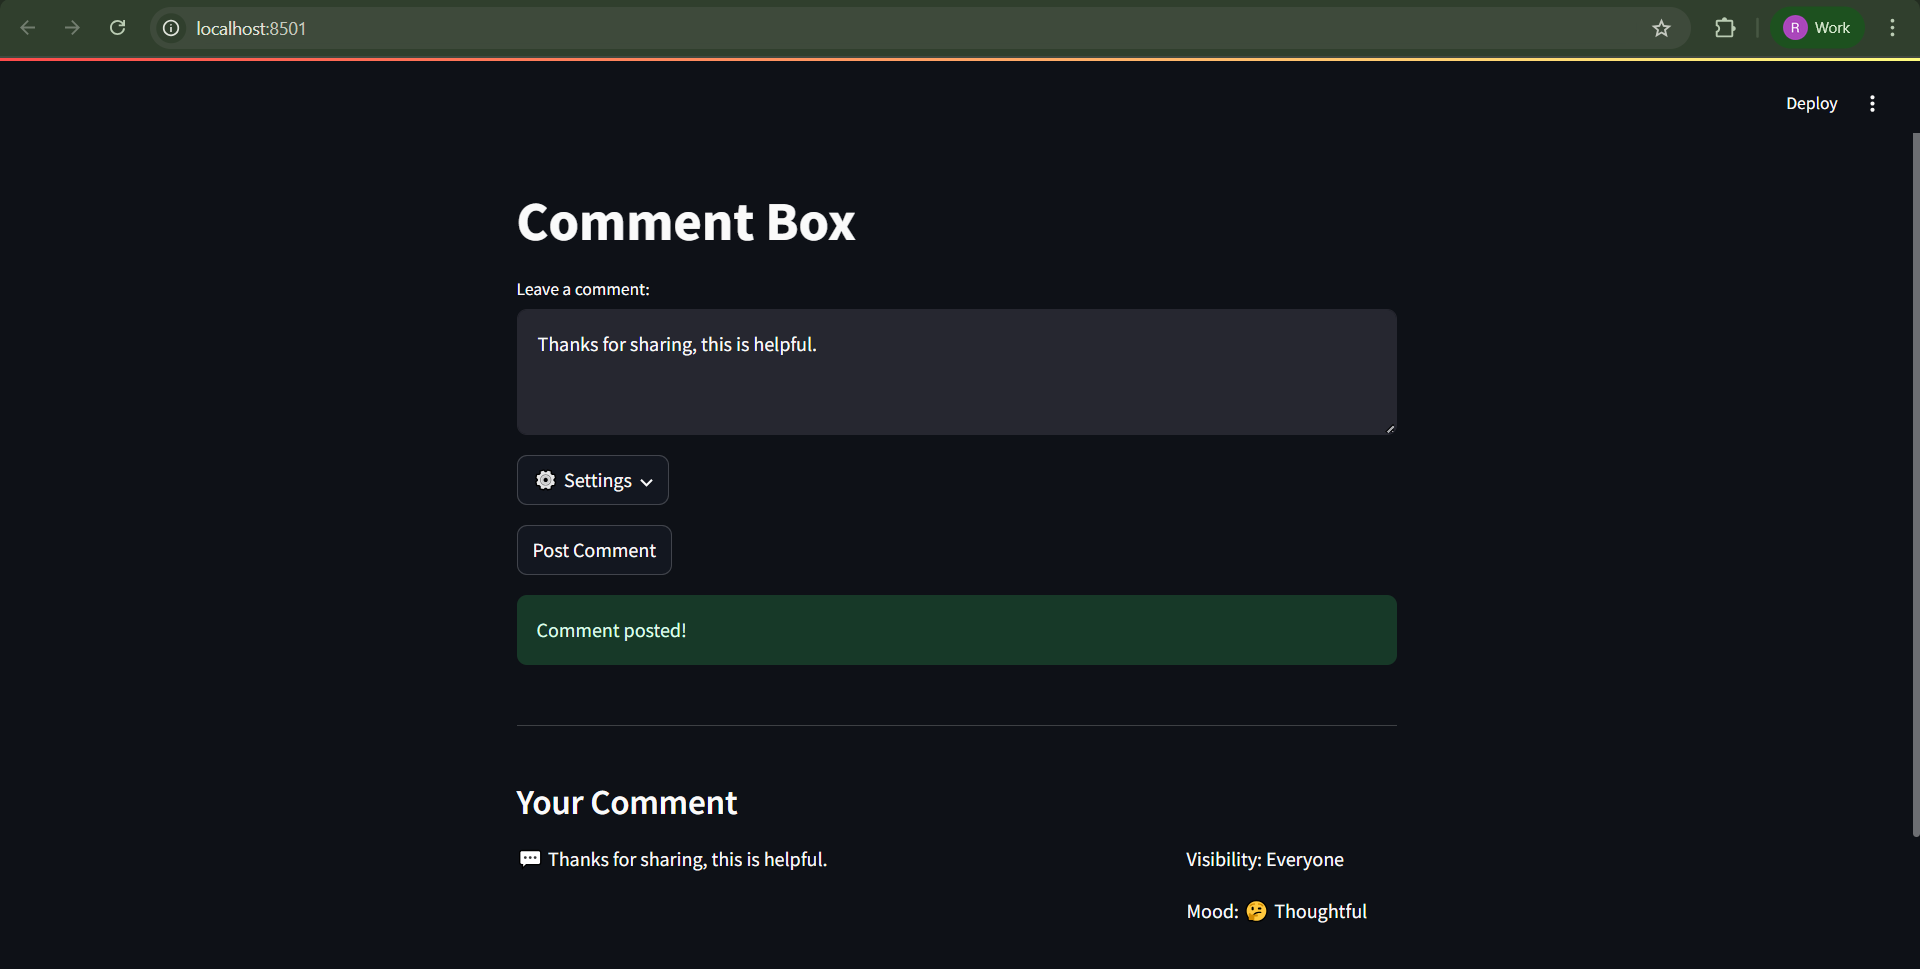 localhost:8501
R Work
Deploy
Comment Box
Leave a comment:
Thanks for sharing, this is helpful.
⚙️ Settings
Post Comment
Comment posted!
Your Comment
💬 Thanks for sharing, this is helpful.
Visibility: Everyone
Mood: 🤔 Thoughtful